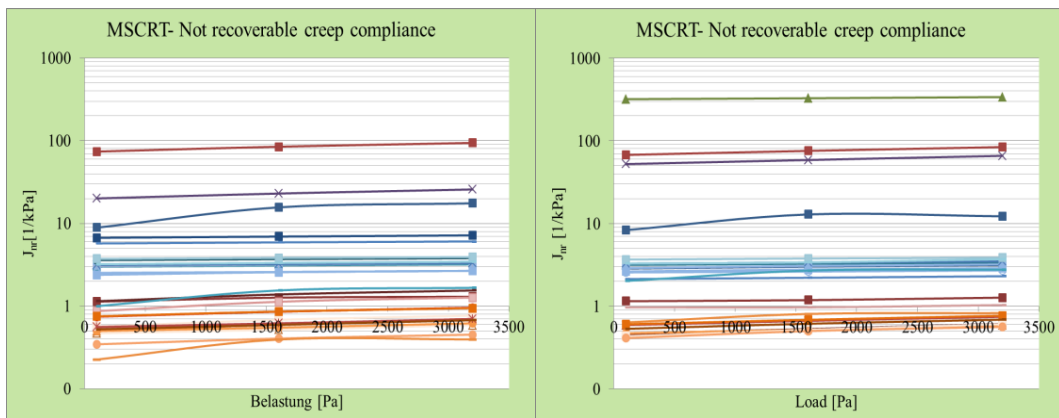 MSCRT- Not recoverable creep compliance
1000
100
10
1
0
0 500 1000 1500 2000 2500 3000 3500
Jnr[1/kPa]
Belastung [Pa]
MSCRT- Not recoverable creep compliance
1000
100
10
1
0
0 500 1000 1500 2000 2500 3000 3500
Jnr [1/kPa]
Load [Pa]